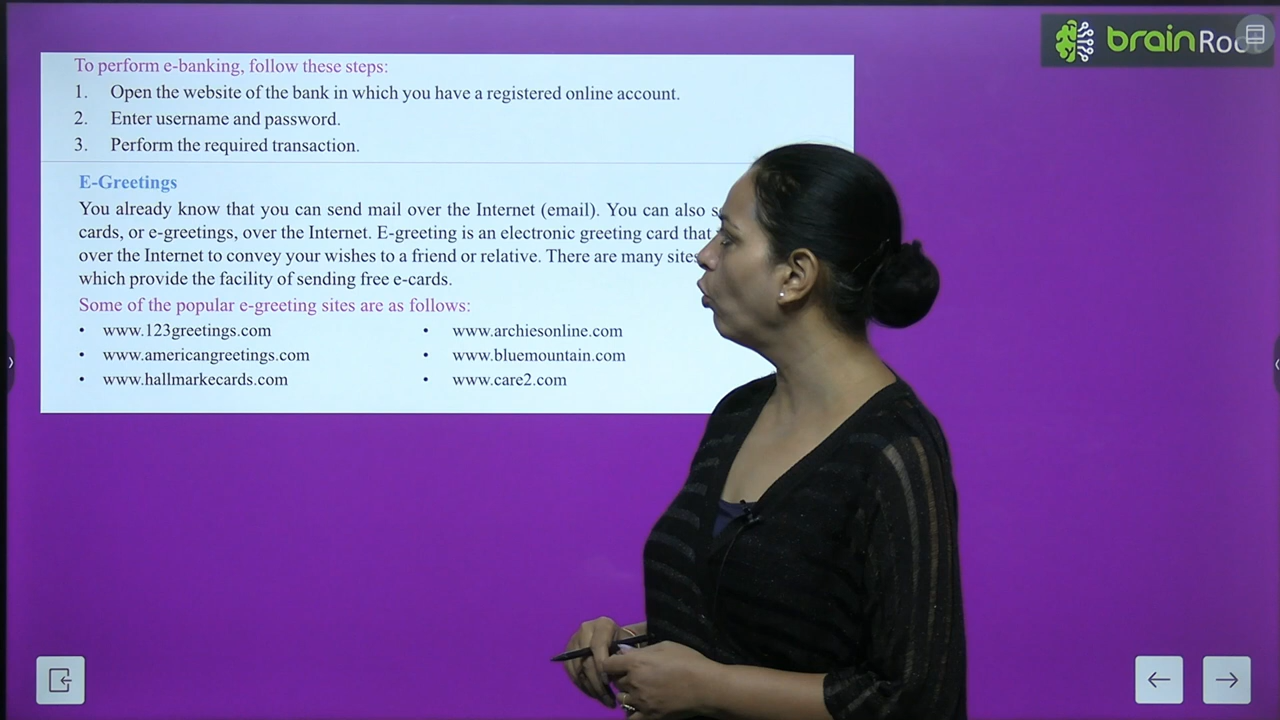 brainRoo
To perform e-banking, follow these steps:
1. Open the website of the bank in which you have a registered online account.
2. Enter username and password.
3. Perform the required transaction.
E-Greetings
You already know that you can send mail over the Internet (email). You can also
cards, or e-greetings, over the Internet. E-greeting is an electronic greeting card that
over the Internet to convey your wishes to a friend or relative. There are many sites
which provide the facility of sending free e-cards.
Some of the popular e-greeting sites are as follows:
• www.123greetings.com • www.archiesonline.com
• www.americangreetings.com • www.bluemountain.com
• www.hallmarkecards.com • www.care2.com